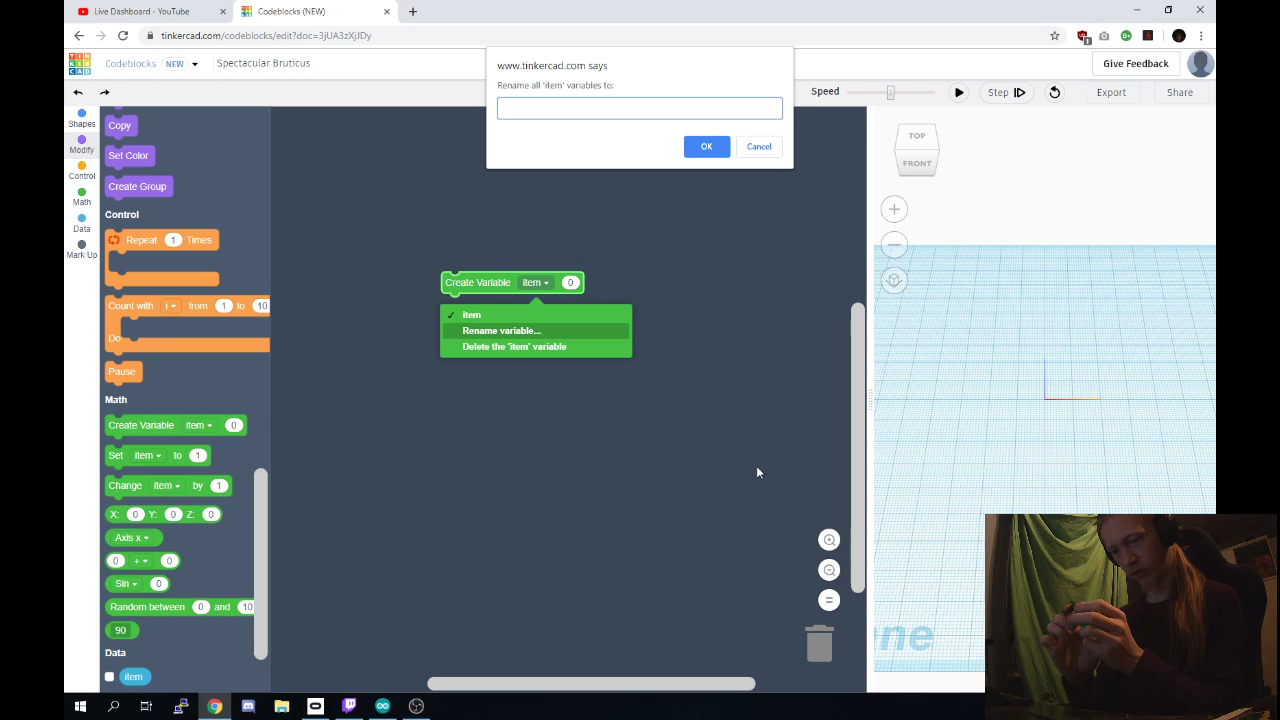 Live Dashboard - YouTube
Codeblocks (NEW)
tinkercad.com/codeblocks/edit?doc=3jUA3zXjJDy
TIN
KER
CAD
Codeblocks
NEW
Spectacular Bruticus
www.tinkercad.com says
Rename all 'item' variables to:
OK
Cancel
Give Feedback
Speed
Step
Export
Share
Shapes
Modify
Control
Math
Data
Mark Up
Copy
Set Color
Create Group
Control
Repeat 1 Times
Count with i from 1 to 10
Do
Pause
Math
Create Variable item 0
Set item to 1
Change item by 1
X: 0 Y: 0 Z: 0
Axis x
0 + 0
Sin 0
Random between 0 and 10
90
Data
item
Create Variable item 0
✓ item
Rename variable...
Delete the 'item' variable
TOP
FRONT